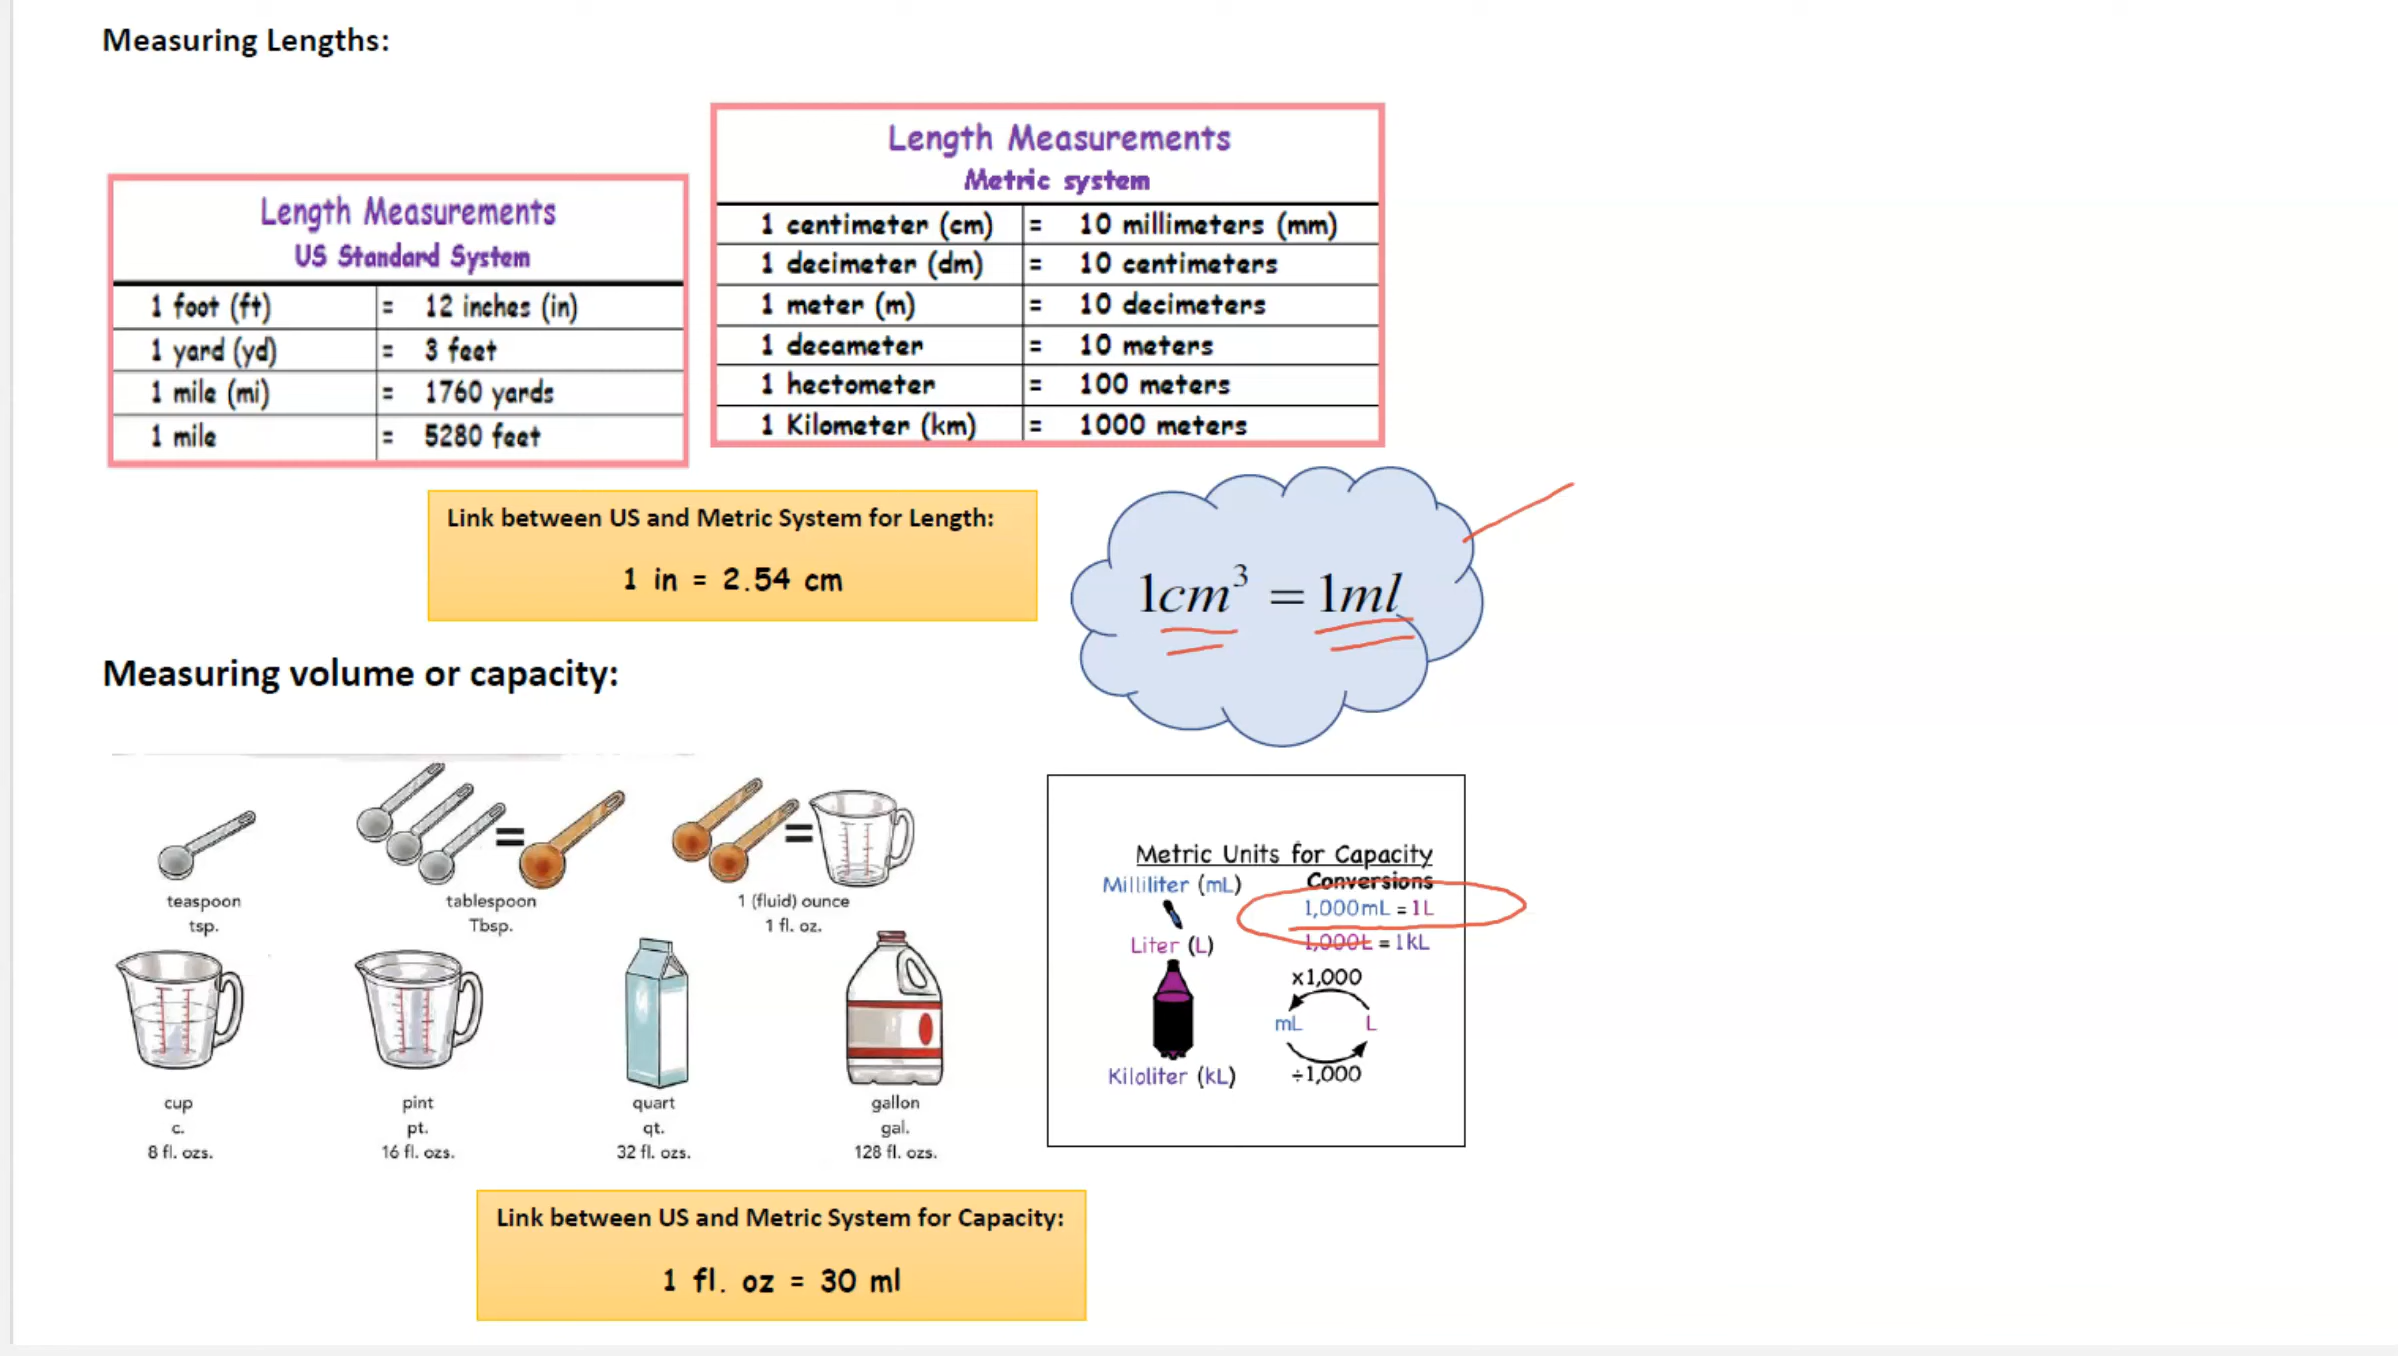 Measuring Lengths:
Length Measurements
US Standard System
1 foot (ft) = 12 inches (in)
1 yard (yd) = 3 feet
1 mile (mi) = 1760 yards
1 mile = 5280 feet
Length Measurements
Metric system
1 centimeter (cm) = 10 millimeters (mm)
1 decimeter (dm) = 10 centimeters
1 meter (m) = 10 decimeters
1 decameter = 10 meters
1 hectometer = 100 meters
1 Kilometer (km) = 1000 meters
Link between US and Metric System for Length:
1 in = 2.54 cm
1cm³ = 1ml
Measuring volume or capacity:
=
=
teaspoon
tsp.
tablespoon
Tbsp.
1 (fluid) ounce
1 fl. oz.
cup
c.
8 fl. ozs.
pint
pt.
16 fl. ozs.
quart
qt.
32 fl. ozs.
gallon
gal.
128 fl. ozs.
Metric Units for Capacity
Milliliter (mL)
Liter (L)
Kiloliter (kL)
Conversions
1,000mL = 1L
1,000L = 1kL
x1,000
mL L
÷1,000
Link between US and Metric System for Capacity:
1 fl. oz = 30 ml